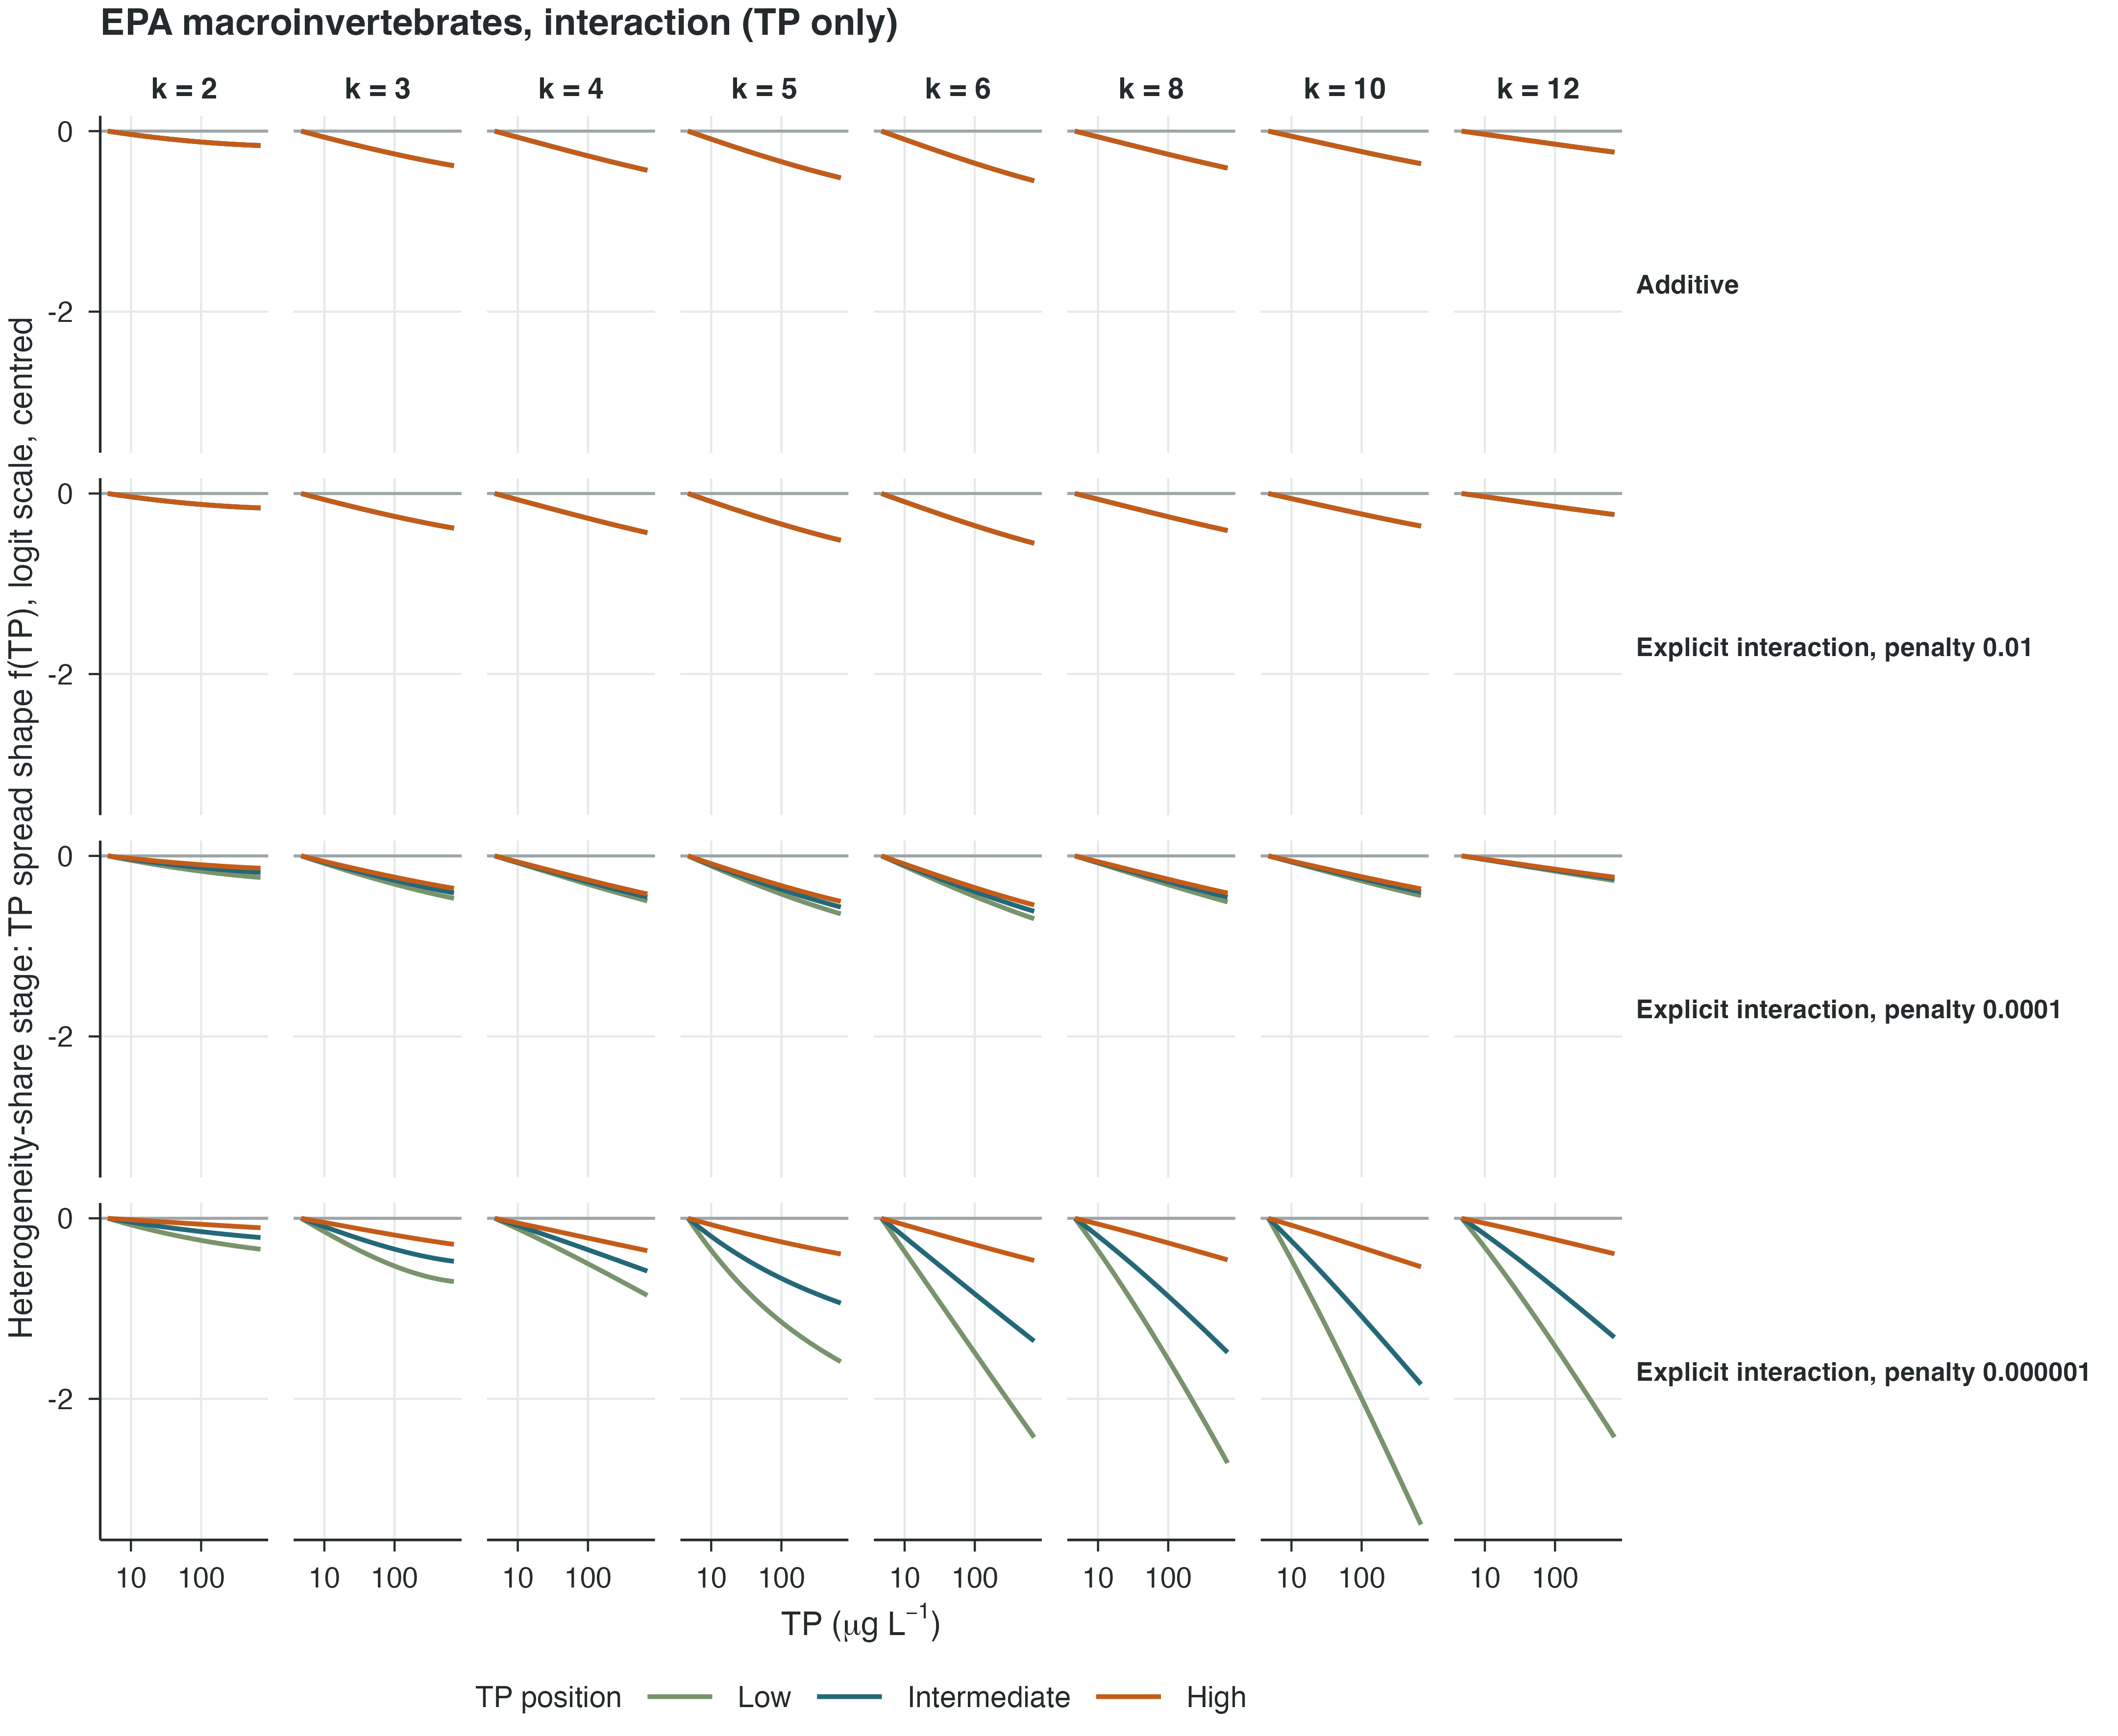 EPA macroinvertebrates, interaction (TP only)
k = 2 k = 3 k = 4 k = 5 k = 6 k = 8 k = 10 k = 12
Heterogeneity-share stage: TP spread shape f(TP), logit scale, centred
0
-2
Additive
0
-2
Explicit interaction, penalty 0.01
0
-2
Explicit interaction, penalty 0.0001
0
-2
Explicit interaction, penalty 0.000001
10 100 10 100 10 100 10 100 10 100 10 100 10 100 10 100
TP (μg L⁻¹)
TP position Low Intermediate High